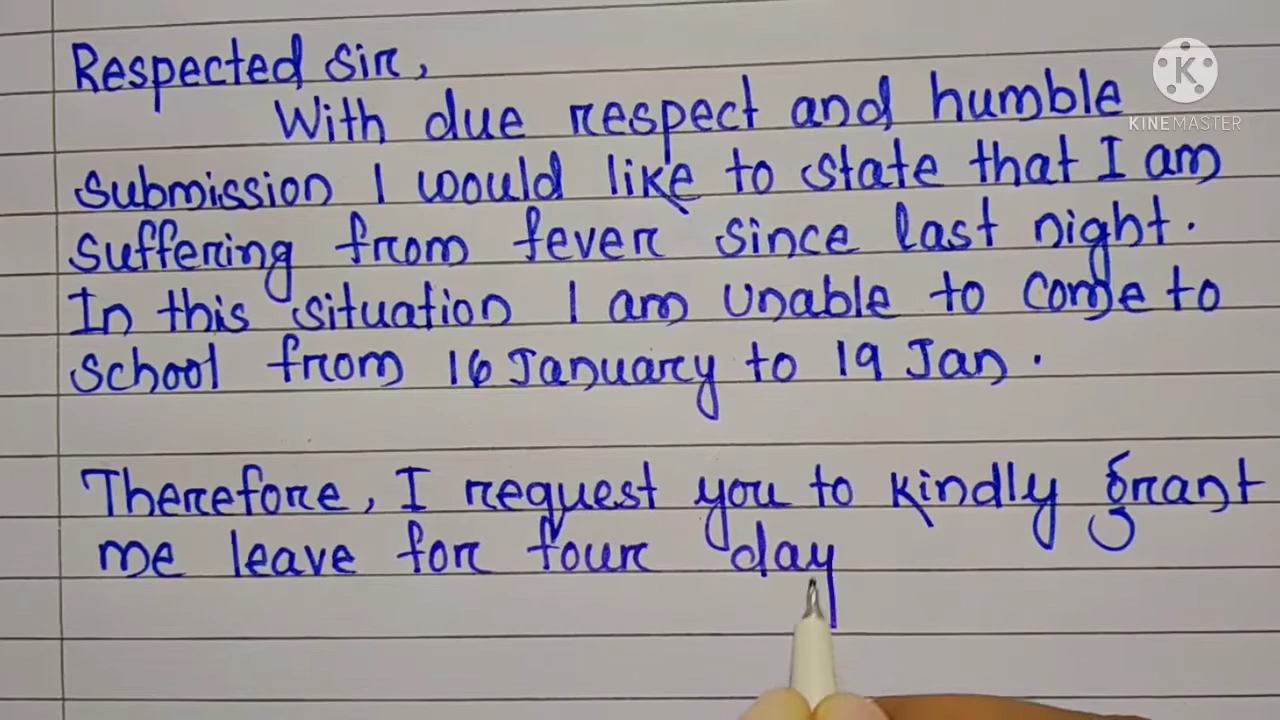 Respected Sir,
With due respect and humble
submission I would like to state that I am
suffering from fever since last night.
In this situation I am unable to come to
school from 16 January to 19 Jan.
Therefore, I request you to kindly grant
me leave for four day
K
KINEMASTER